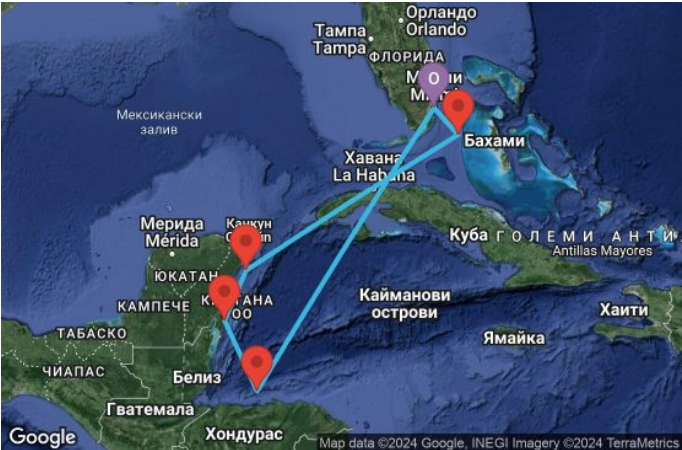 Орландо
Orlando
Тампа
Tampa
ФЛОРИДА
O
Мексикански
залив
Бахами
Хавана
La Habana
Мерида
Mérida
Канкун
Куба
ГОЛЕМИ АНТИ
Antillas Mayores
ЮКАТАН
КАМПЕЧЕ
ОО
Кайманови
острови
Хаити
ТАБАСКО
Ямайка
ЧИАПАС
Белиз
Гватемала
Хондурас
Google
Map data ©2024 Google, INEGI Imagery ©2024 TerraMetrics